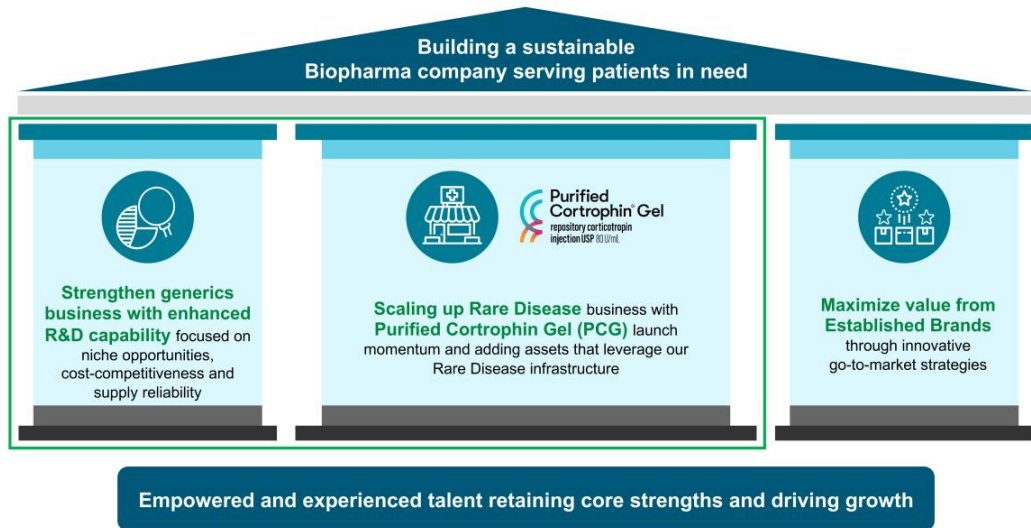 Building a sustainable
Biopharma company serving patients in need
Strengthen generics
business with enhanced
R&D capability focused on
niche opportunities,
cost-competitiveness and
supply reliability
Purified
Cortrophin® Gel
repository corticotropin
injection USP 80 U/mL
Scaling up Rare Disease business with
Purified Cortrophin Gel (PCG) launch
momentum and adding assets that leverage our
Rare Disease infrastructure
Maximize value from
Established Brands
through innovative
go-to-market strategies
Empowered and experienced talent retaining core strengths and driving growth